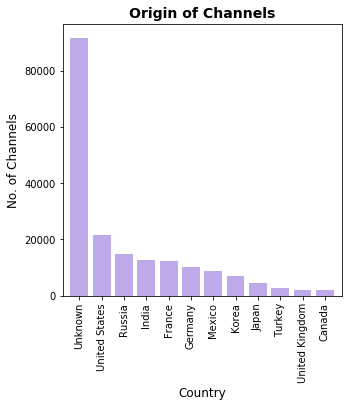 Origin of Channels
No. of Channels
80000
60000
40000
20000
0
Unknown
United States
Russia
India
France
Germany
Mexico
Korea
Japan
Turkey
United Kingdom
Canada
Country